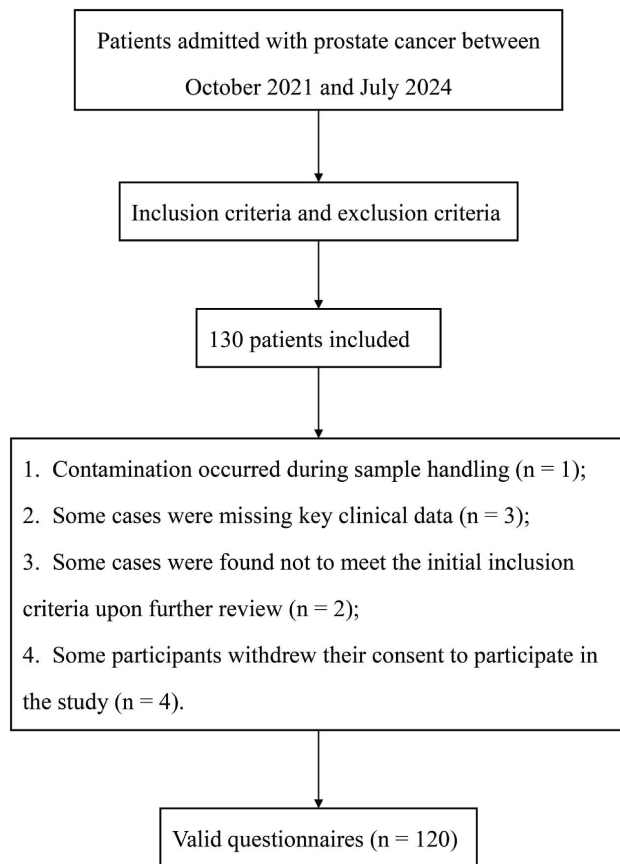 Patients admitted with prostate cancer between
October 2021 and July 2024
Inclusion criteria and exclusion criteria
130 patients included
1. Contamination occurred during sample handling (n = 1);
2. Some cases were missing key clinical data (n = 3);
3. Some cases were found not to meet the initial inclusion
criteria upon further review (n = 2);
4. Some participants withdrew their consent to participate in
the study (n = 4).
Valid questionnaires (n = 120)